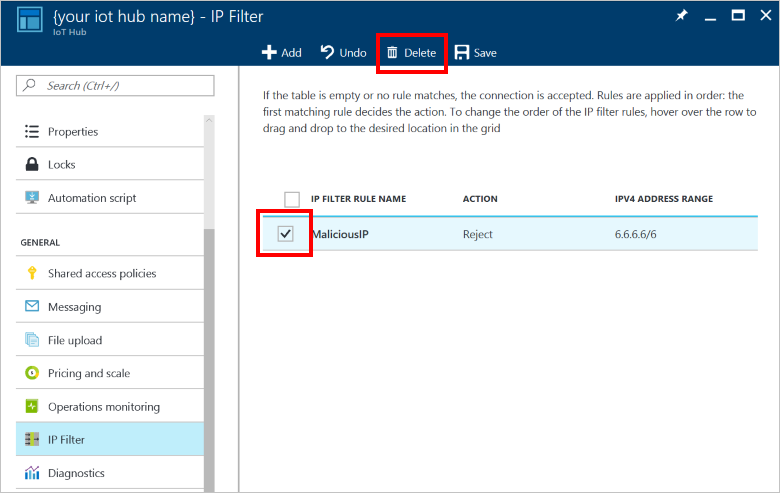 {your iot hub name} - IP Filter
IoT Hub
Add Undo Delete Save
Search (Ctrl+/)
Properties
Locks
Automation script
GENERAL
Shared access policies
Messaging
File upload
Pricing and scale
Operations monitoring
IP Filter
Diagnostics
If the table is empty or no rule matches, the connection is accepted. Rules are applied in order: the
first matching rule decides the action. To change the order of the IP filter rules, hover over the row to
drag and drop to the desired location in the grid
IP FILTER RULE NAME ACTION IPV4 ADDRESS RANGE
MaliciousIP Reject 6.6.6.6/6